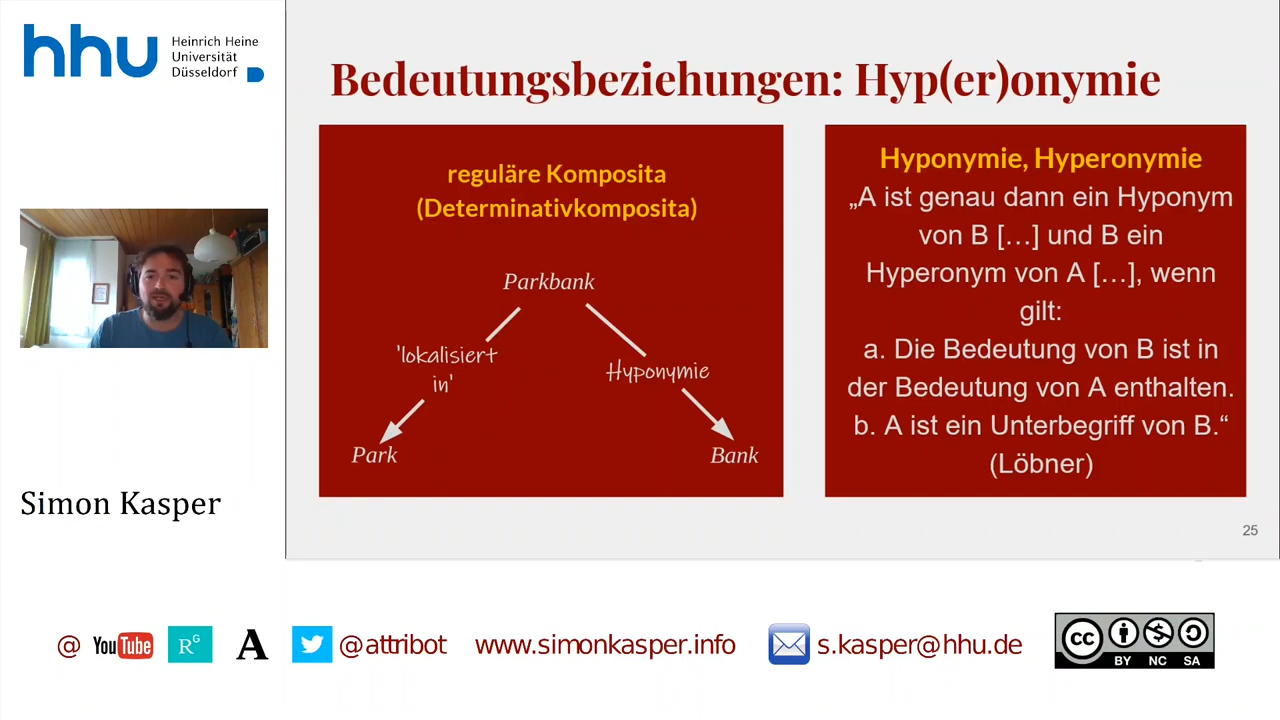 hhu
Heinrich Heine
Universität
Düsseldorf
Bedeutungsbeziehungen: Hyp(er)onymie
reguläre Komposita
(Determinativkomposita)
Parkbank
'lokalisiert
in'
Hyponymie
Park
Bank
Hyponymie, Hyperonymie
„A ist genau dann ein Hyponym
von B […] und B ein
Hyperonym von A […], wenn
gilt:
a. Die Bedeutung von B ist in
der Bedeutung von A enthalten.
b. A ist ein Unterbegriff von B.“
(Löbner)
25
Simon Kasper
@ YouTube RG A @attribot www.simonkasper.info s.kasper@hhu.de
cc
BY NC SA